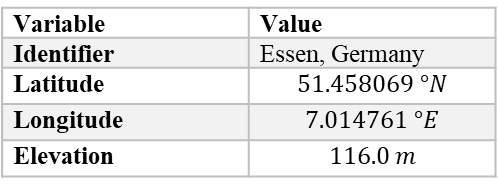 Variable Value
Identifier Essen, Germany
Latitude 51.458069 °N
Longitude 7.014761 °E
Elevation 116.0 m